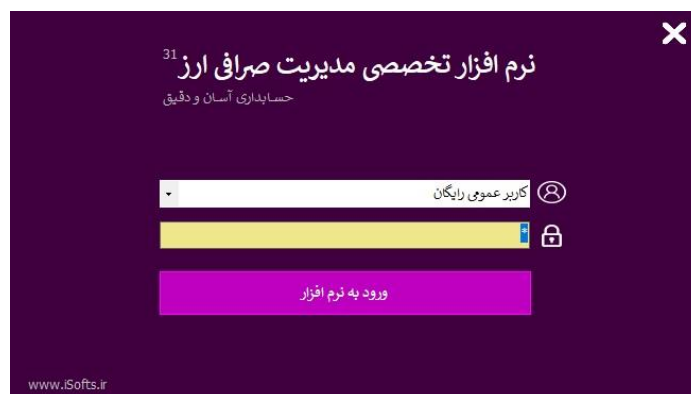 نرم افزار تخصصی مدیریت صرافی ارز 31
حسابداری آسان و دقیق
کاربر عمومی رایگان
*
ورود به نرم افزار
www.iSofts.ir